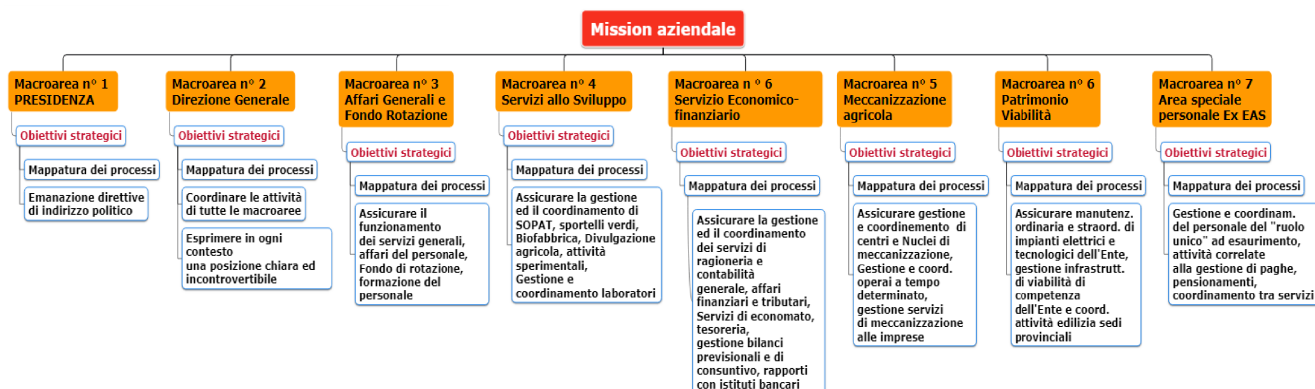 Mission aziendale
Macroarea n° 1
PRESIDENZA
Obiettivi strategici
Mappatura dei processi
Emanazione direttive
di indirizzo politico
Macroarea n° 2
Direzione Generale
Obiettivi strategici
Mappatura dei processi
Coordinare le attività
di tutte le macroaree
Esprimere in ogni
contesto
una posizione chiara ed
incontrovertibile
Macroarea n° 3
Affari Generali e
Fondo Rotazione
Obiettivi strategici
Mappatura dei processi
Assicurare il
funzionamento
dei servizi generali,
affari del personale,
Fondo di rotazione,
formazione del
personale
Macroarea n° 4
Servizi allo Sviluppo
Obiettivi strategici
Mappatura dei processi
Assicurare la gestione
ed il coordinamento di
SOPAT, sportelli verdi,
Biofabbrica, Divulgazione
agricola, attività
sperimentali,
Gestione e
coordinamento laboratori
Macroarea n° 6
Servizio Economico-
finanziario
Obiettivi strategici
Mappatura dei processi
Assicurare la gestione
ed il coordinamento
dei servizi di
ragioneria e
contabilità
generale, affari
finanziari e tributari,
Servizi di economato,
tesoreria,
gestione bilanci
previsionali e di
consuntivo, rapporti
con istituti bancari
Macroarea n° 5
Meccanizzazione
agricola
Obiettivi strategici
Mappatura dei processi
Assicurare gestione
e coordinemento di
centri e Nuclei di
meccanizzazione,
Gestione e coord.
operai a tempo
determinato,
gestione servizi
di meccanizzazione
alle imprese
Macroarea n° 6
Patrimonio
Viabilità
Obiettivi strategici
Mappatura dei processi
Assicurare manutenz.
ordinaria e straord. di
impianti elettrici e
tecnologici dell'Ente,
gestione infrastrutt.
di viabilità di
competenza
dell'Ente e coord.
attività edilizia sedi
provinciali
Macroarea n° 7
Area speciale
personale Ex EAS
Obiettivi strategici
Mappatura dei processi
Gestione e coordinam.
del personale del "ruolo
unico" ad esaurimento,
attività correlate
alla gestione di paghe,
pensionamenti,
coordinamento tra servizi